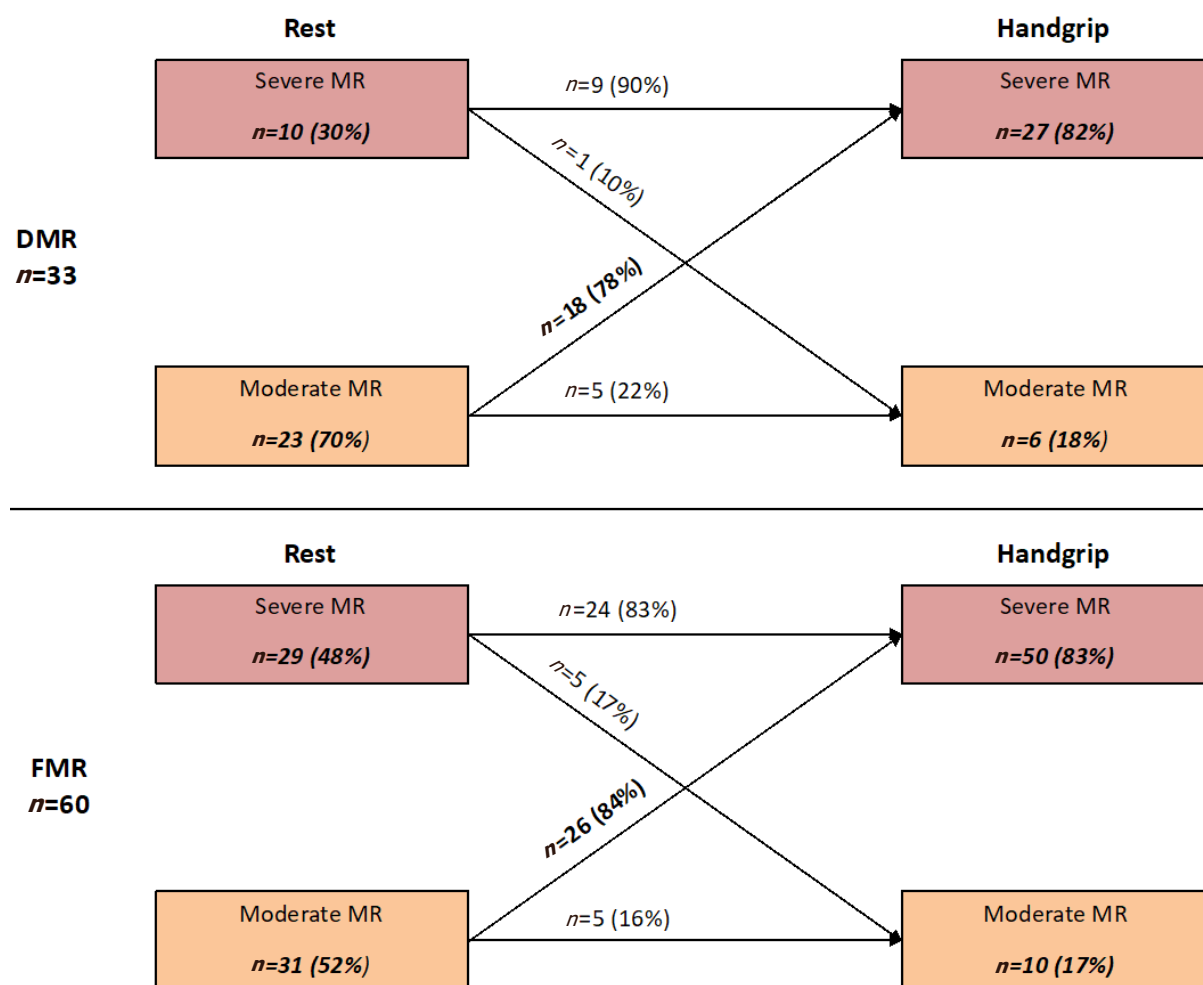 Rest
Handgrip
Severe MR
n=10 (30%)
n=9 (90%)
Severe MR
n=27 (82%)
n=1 (10%)
DMR
n=33
n=18 (78%)
Moderate MR
n=23 (70%)
n=5 (22%)
Moderate MR
n=6 (18%)
Rest
Handgrip
Severe MR
n=29 (48%)
n=24 (83%)
Severe MR
n=50 (83%)
n=5 (17%)
FMR
n=60
n=26 (84%)
Moderate MR
n=31 (52%)
n=5 (16%)
Moderate MR
n=10 (17%)